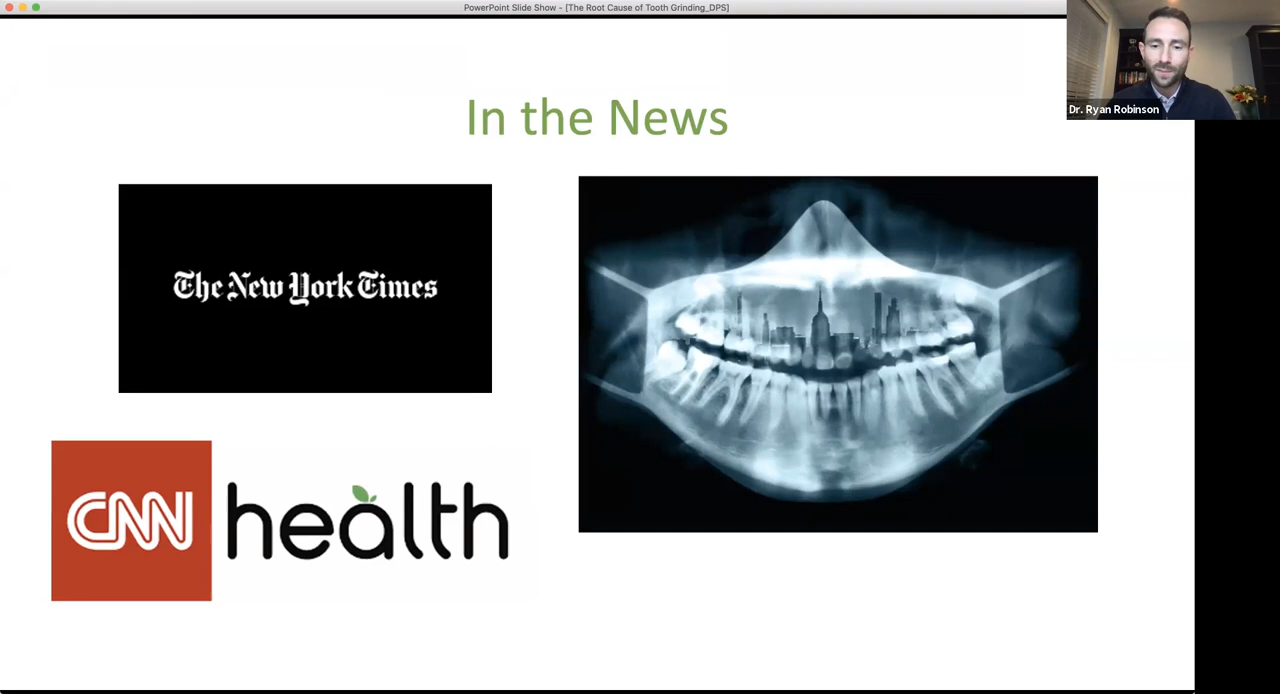 PowerPoint Slide Show - [The Root Cause of Tooth Grinding_DPS]
Dr. Ryan Robinson
In the News
The New York Times
CNN health